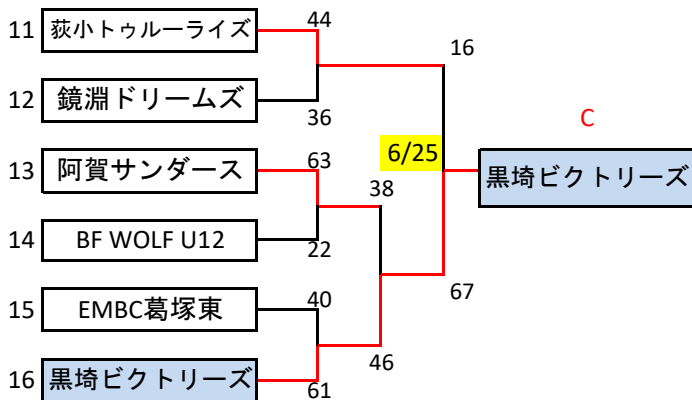 44
11 荻小トゥルーライズ
16
12 鏡淵ドリームズ
36
C
63
6/25
13 阿賀サンダース
黒埼ビクトリーズ
38
14 BF WOLF U12
22
40
67
15 EMBC葛塚東
46
16 黒埼ビクトリーズ
61